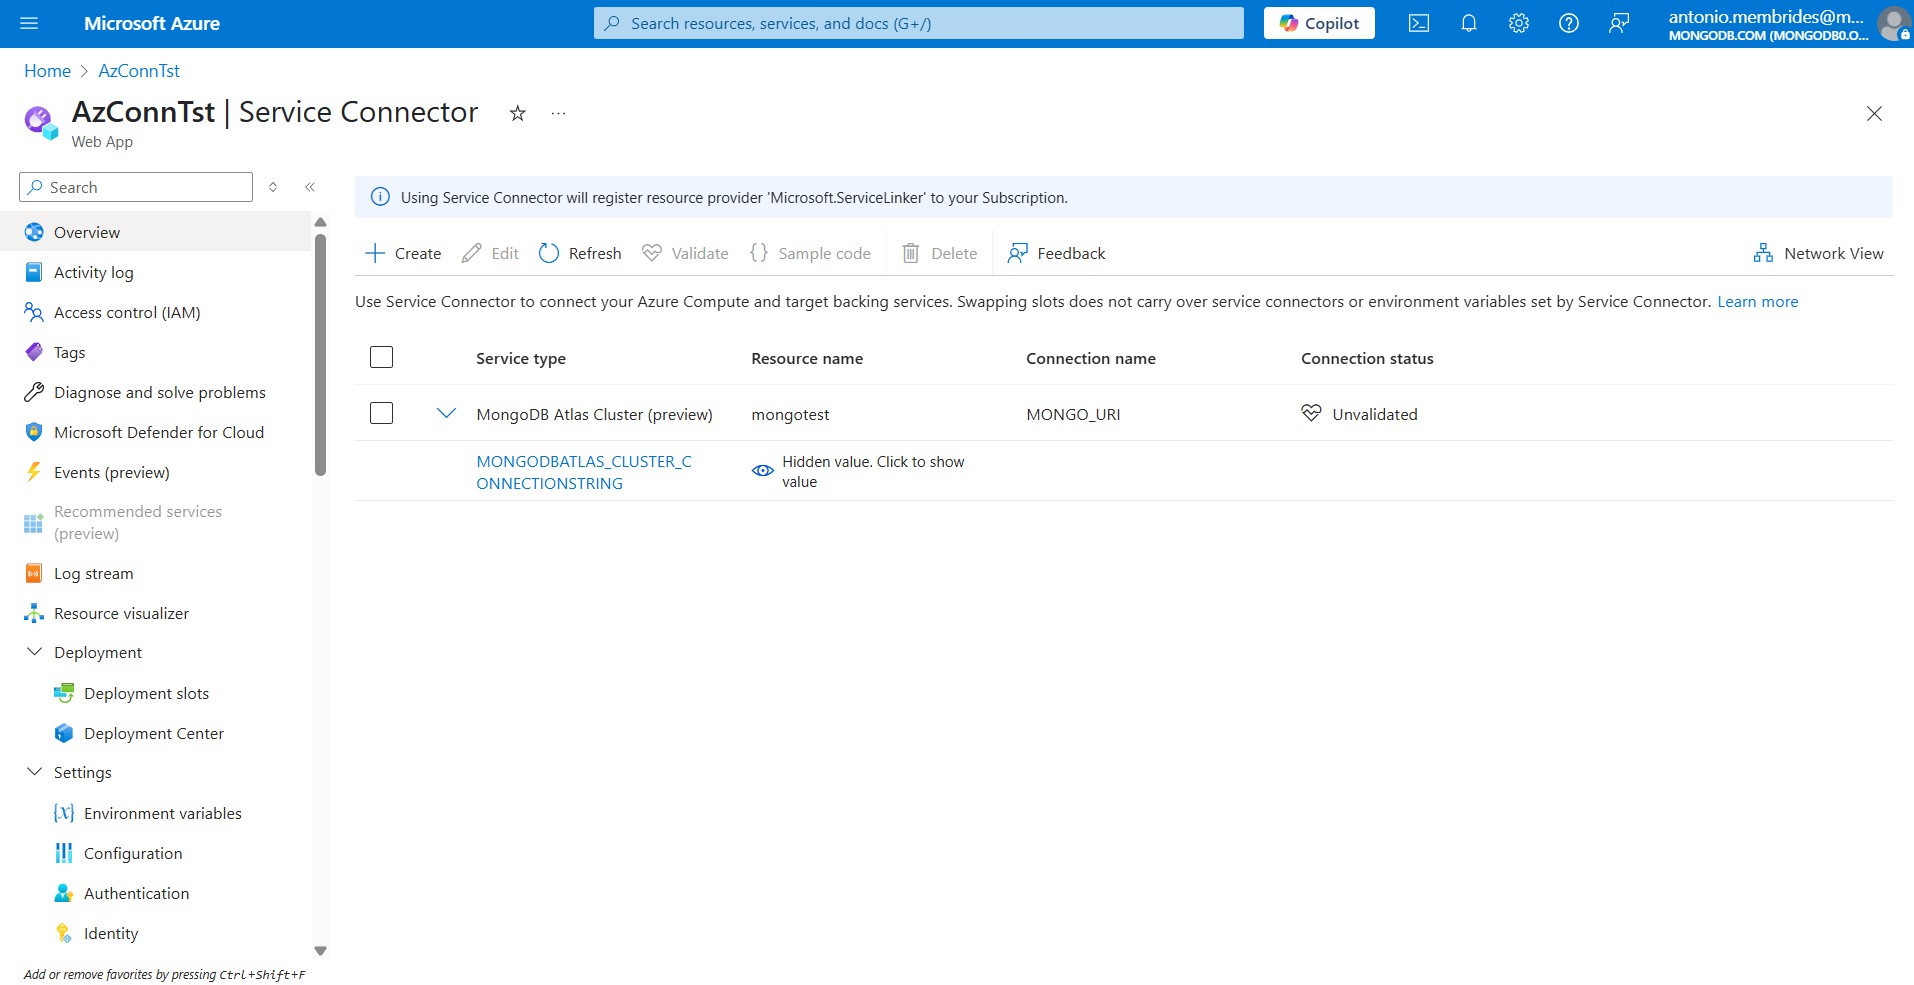 Microsoft Azure
Search resources, services, and docs (G+/)
Copilot
antonio.membrides@m...
MONGODB.COM (MONGODB0.O...
Home > AzConnTst
AzConnTst | Service Connector
Web App
Search
Overview
Activity log
Access control (IAM)
Tags
Diagnose and solve problems
Microsoft Defender for Cloud
Events (preview)
Recommended services
(preview)
Log stream
Resource visualizer
Deployment
Deployment slots
Deployment Center
Settings
Environment variables
Configuration
Authentication
Identity
Add or remove favorites by pressing Ctrl+Shift+F
Using Service Connector will register resource provider 'Microsoft.ServiceLinker' to your Subscription.
Create Edit Refresh Validate Sample code Delete Feedback Network View
Use Service Connector to connect your Azure Compute and target backing services. Swapping slots does not carry over service connectors or environment variables set by Service Connector. Learn more
Service type Resource name Connection name Connection status
MongoDB Atlas Cluster (preview) mongotest MONGO_URI Unvalidated
MONGODBATLAS_CLUSTER_C
ONNECTIONSTRING
Hidden value. Click to show
value